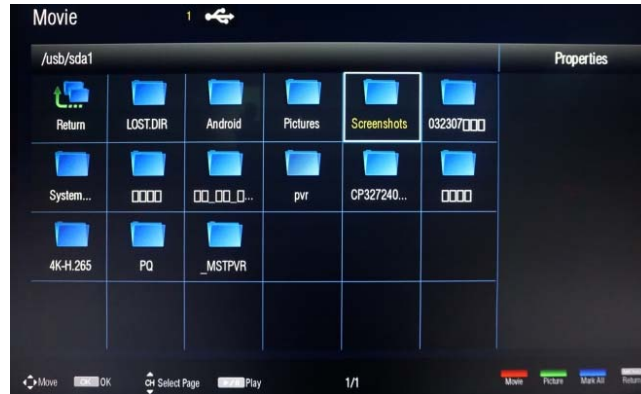 Movie 1
/usb/sda1 Properties
Return LOST.DIR Android Pictures Screenshots 032307□□□
System... □□□□ □□_□□_□... pvr CP327240... □□□□
4K-H.265 PQ _MSTPVR
Move OK OK CH Select Page Play 1/1 Movie Picture Mark All Return